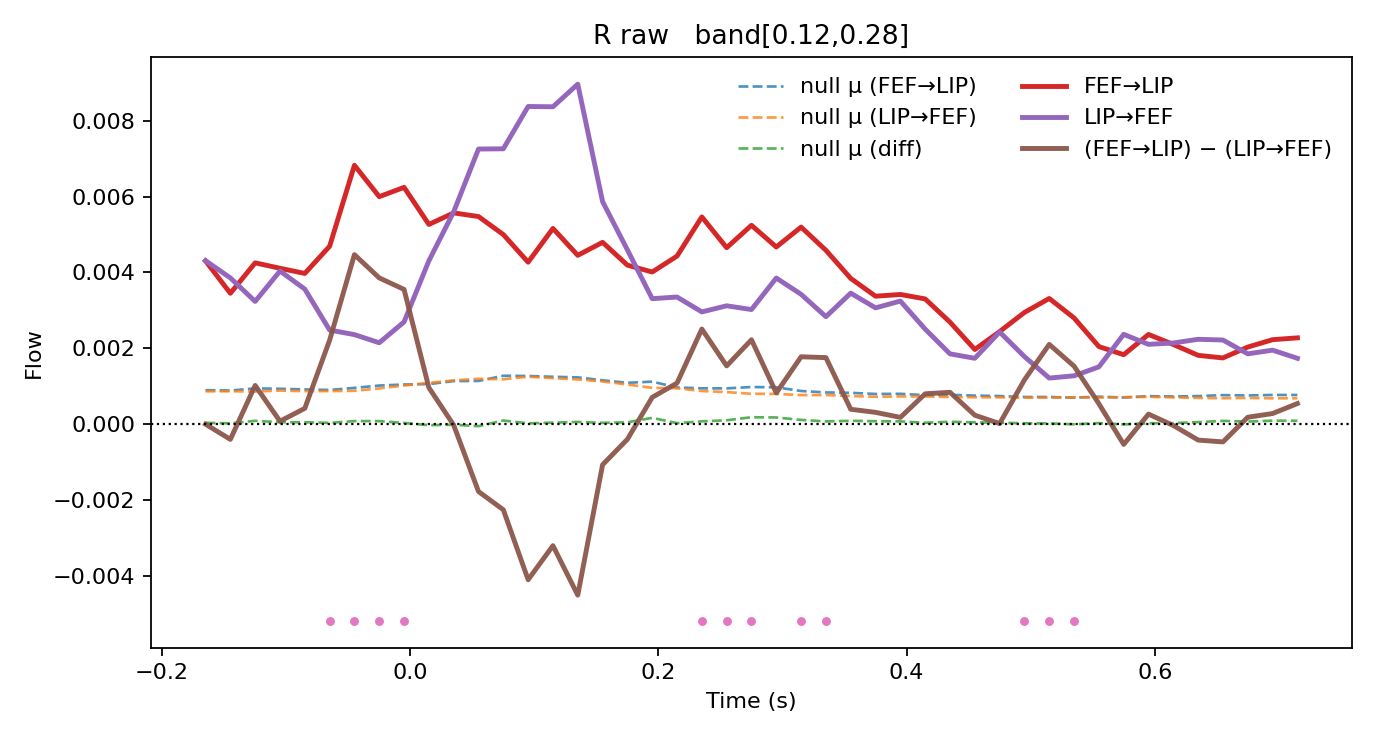 R raw   band[0.12,0.28]
null μ (FEF→LIP)
null μ (LIP→FEF)
null μ (diff)
FEF→LIP
LIP→FEF
(FEF→LIP) − (LIP→FEF)
Flow
0.008
0.006
0.004
0.002
0.000
−0.002
−0.004
−0.2
0.0
0.2
0.4
0.6
Time (s)